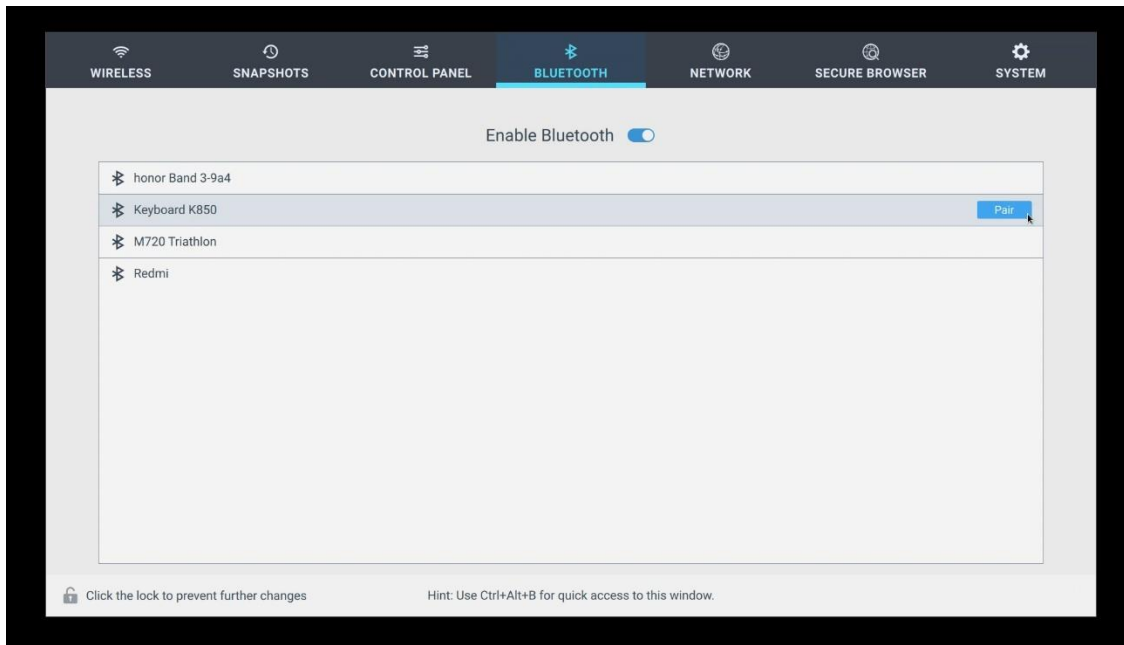 WIRELESS
SNAPSHOTS
CONTROL PANEL
BLUETOOTH
NETWORK
SECURE BROWSER
SYSTEM
Enable Bluetooth
honor Band 3-9a4
Keyboard K850
Pair
M720 Triathlon
Redmi
Click the lock to prevent further changes
Hint: Use Ctrl+Alt+B for quick access to this window.